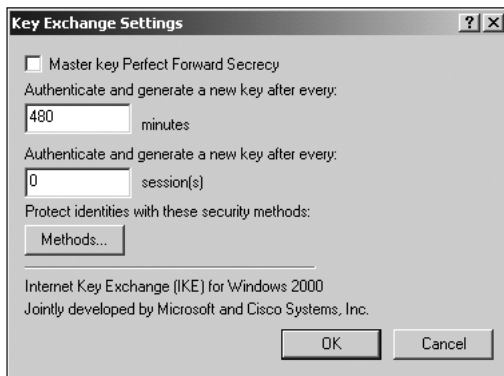 Key Exchange Settings
Master key Perfect Forward Secrecy
Authenticate and generate a new key after every:
480 minutes
Authenticate and generate a new key after every:
0 session(s)
Protect identities with these security methods:
Methods...
Internet Key Exchange (IKE) for Windows 2000
Jointly developed by Microsoft and Cisco Systems, Inc.
OK Cancel